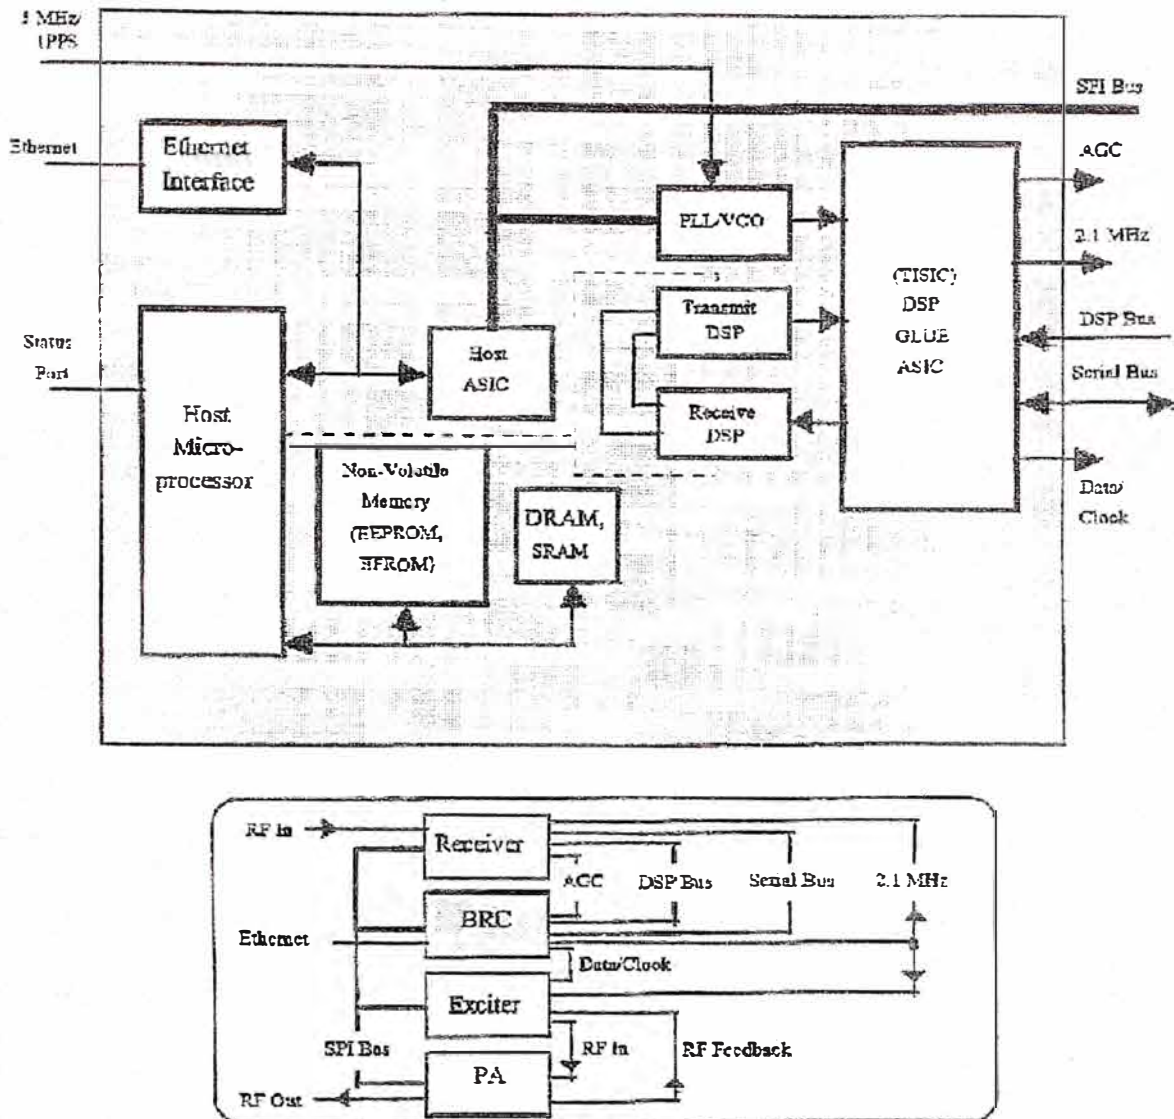 5 MHz/
1PPS
SPI Bus
Ethernet
Ethernet
Interface
AGC
PLL/VCO
2.1 MHz
(TISIC)
DSP
GLUE
ASIC
Transmit
DSP
DSP Bus
Status
Port
Host
ASIC
Serial Bus
Host
Micro-
processor
Receive
DSP
Non-Volatile
Memory
(EEPROM,
EPROM)
DRAM,
SRAM
Data/
Clock
RF In
Receiver
AGC
DSP Bus
Serial Bus
2.1 MHz
BRC
Ethernet
Data/Clock
Exciter
SPI Bus
RF In
RF Feedback
PA
RF Out